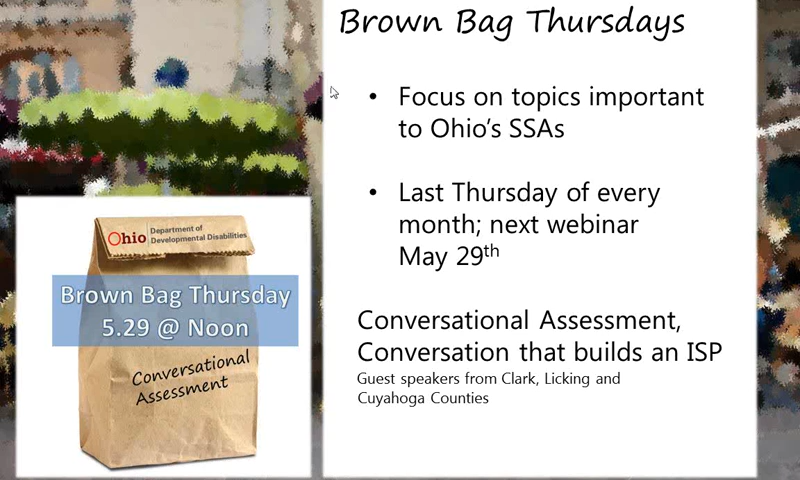 Brown Bag Thursdays
• Focus on topics important
to Ohio's SSAs
• Last Thursday of every
month; next webinar
May 29th
Conversational Assessment,
Conversation that builds an ISP
Guest speakers from Clark, Licking and
Cuyahoga Counties
Ohio Department of
Developmental Disabilities
Brown Bag Thursday
5.29 @ Noon
Conversational
Assessment